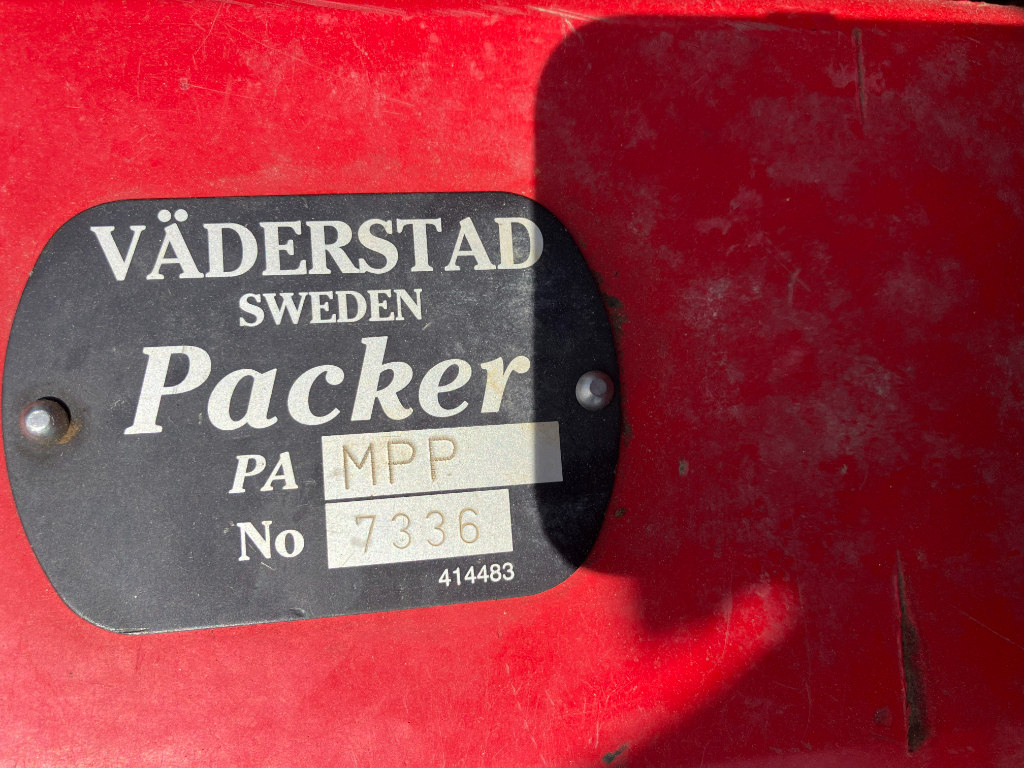 VÄDERSTAD
SWEDEN
Packer
PA MPP
No 7336
414483